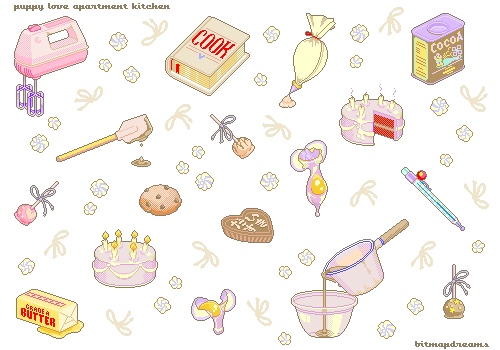 puppy love apartment kitchen
COOK
COCOA
GRADE A
BUTTER
bitmapdreams